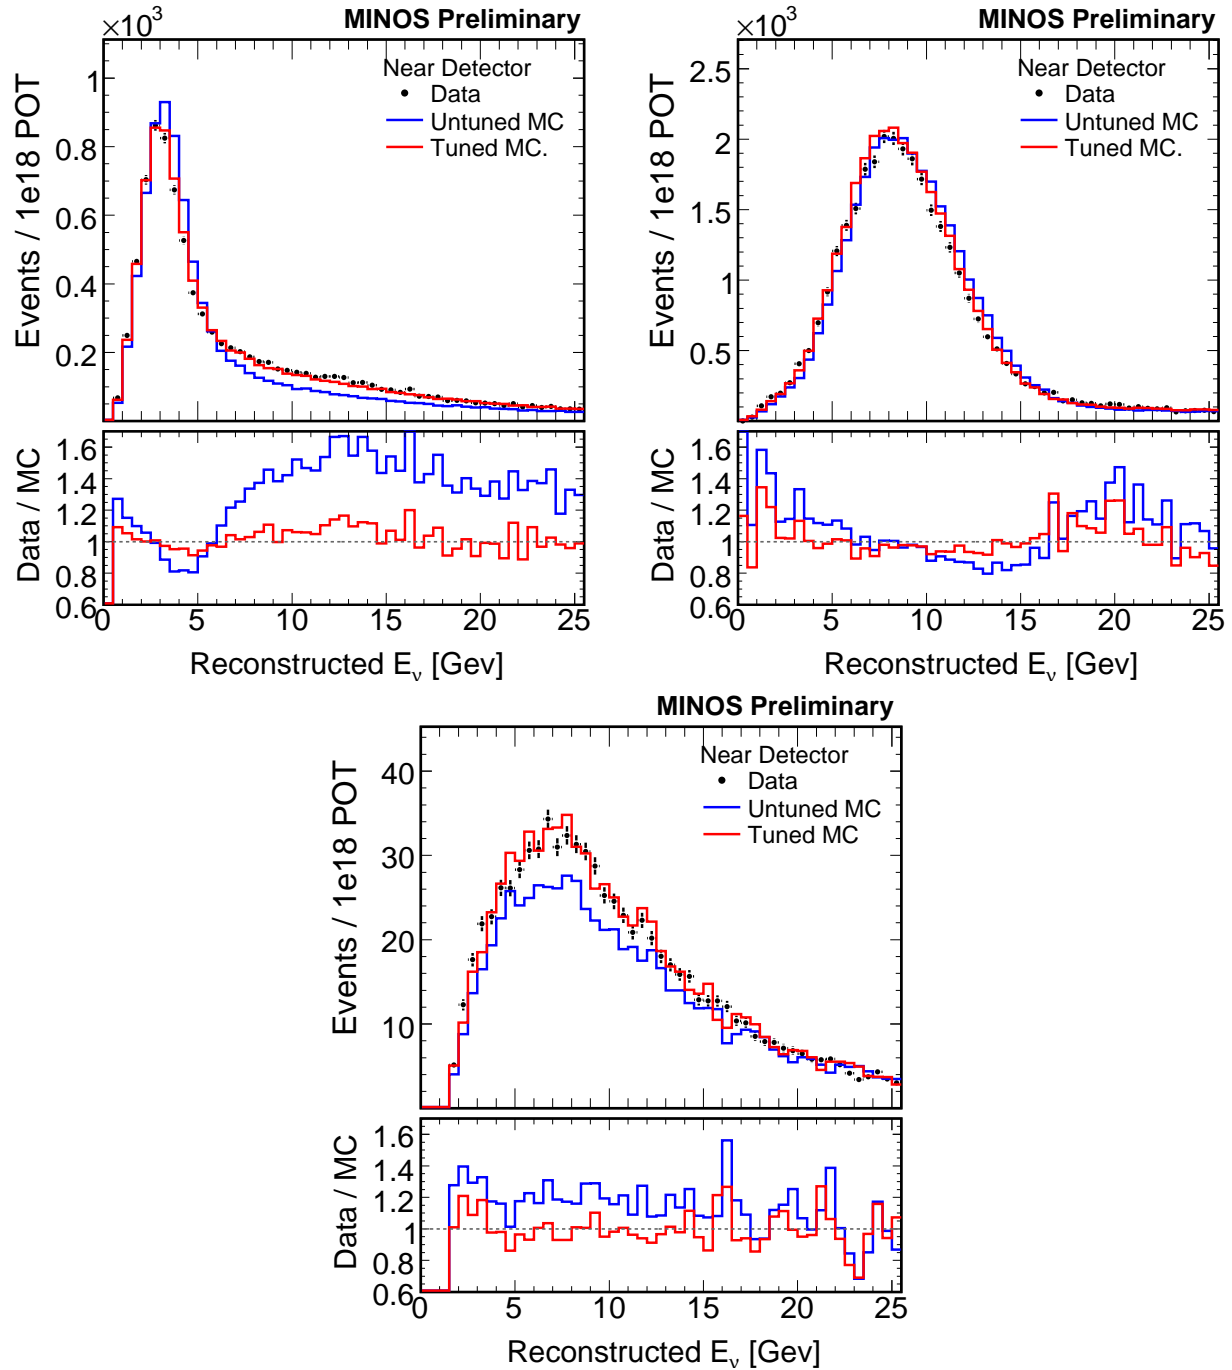 ×10³ MINOS Preliminary
Events / 1e18 POT
1
0.8
0.6
0.4
0.2
Near Detector
Data
Untuned MC
Tuned MC.
Data / MC
1.6
1.4
1.2
1
0.8
0.6
0 5 10 15 20 25
Reconstructed Eν [Gev]
×10³ MINOS Preliminary
Events / 1e18 POT
2.5
2
1.5
1
0.5
Near Detector
Data
Untuned MC
Tuned MC.
Data / MC
1.6
1.4
1.2
1
0.8
0.6
0 5 10 15 20 25
Reconstructed Eν [Gev]
MINOS Preliminary
Events / 1e18 POT
40
30
20
10
Near Detector
Data
Untuned MC
Tuned MC
Data / MC
1.6
1.4
1.2
1
0.8
0.6
0 5 10 15 20 25
Reconstructed Eν [Gev]